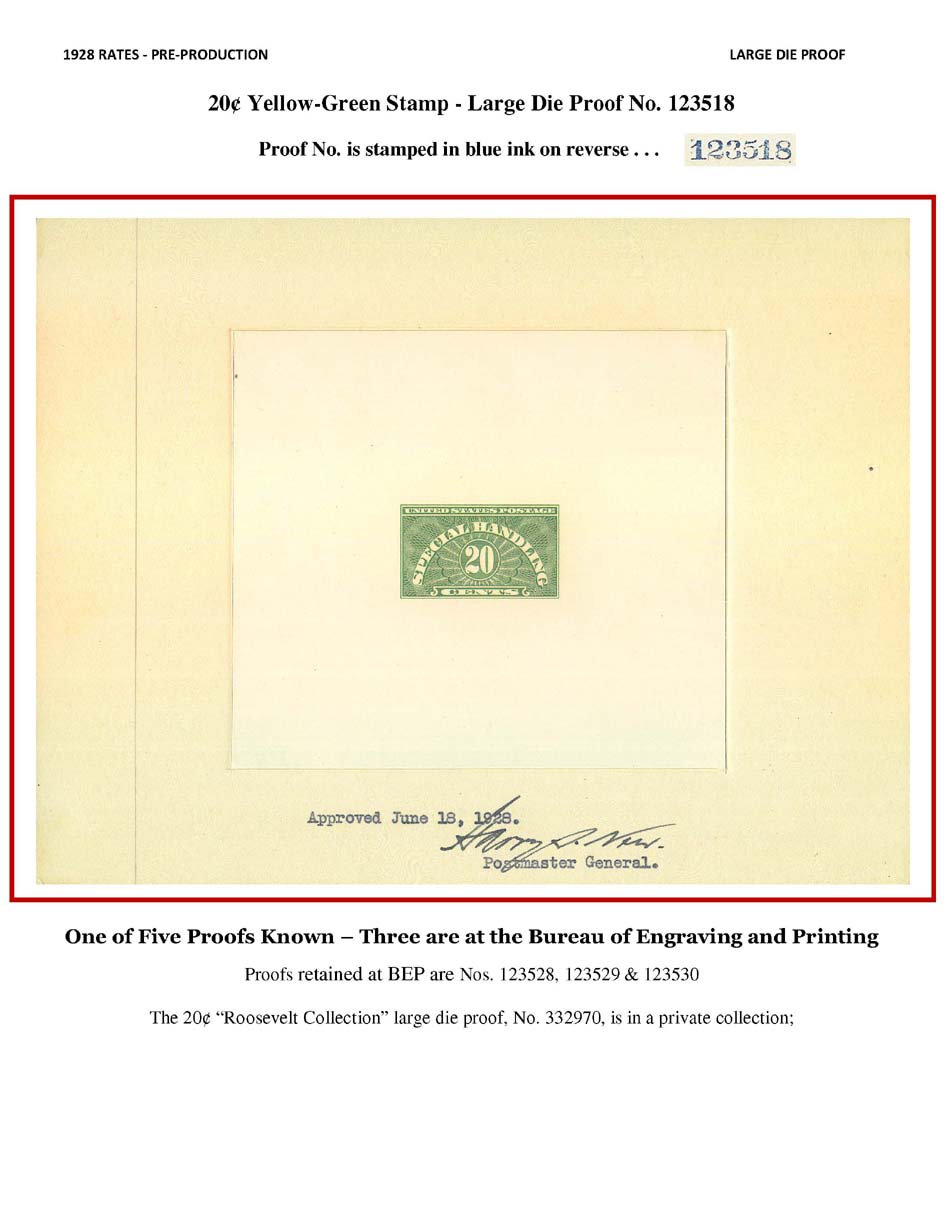 1928 RATES - PRE-PRODUCTION LARGE DIE PROOF
20¢ Yellow-Green Stamp - Large Die Proof No. 123518
Proof No. is stamped in blue ink on reverse . . . 123518
UNITED STATES POSTAGE
SPECIAL HANDLING
20
CENTS
Approved June 18, 1928.
Harry S. New.
Postmaster General.
One of Five Proofs Known – Three are at the Bureau of Engraving and Printing
Proofs retained at BEP are Nos. 123528, 123529 & 123530
The 20¢ “Roosevelt Collection” large die proof, No. 332970, is in a private collection;